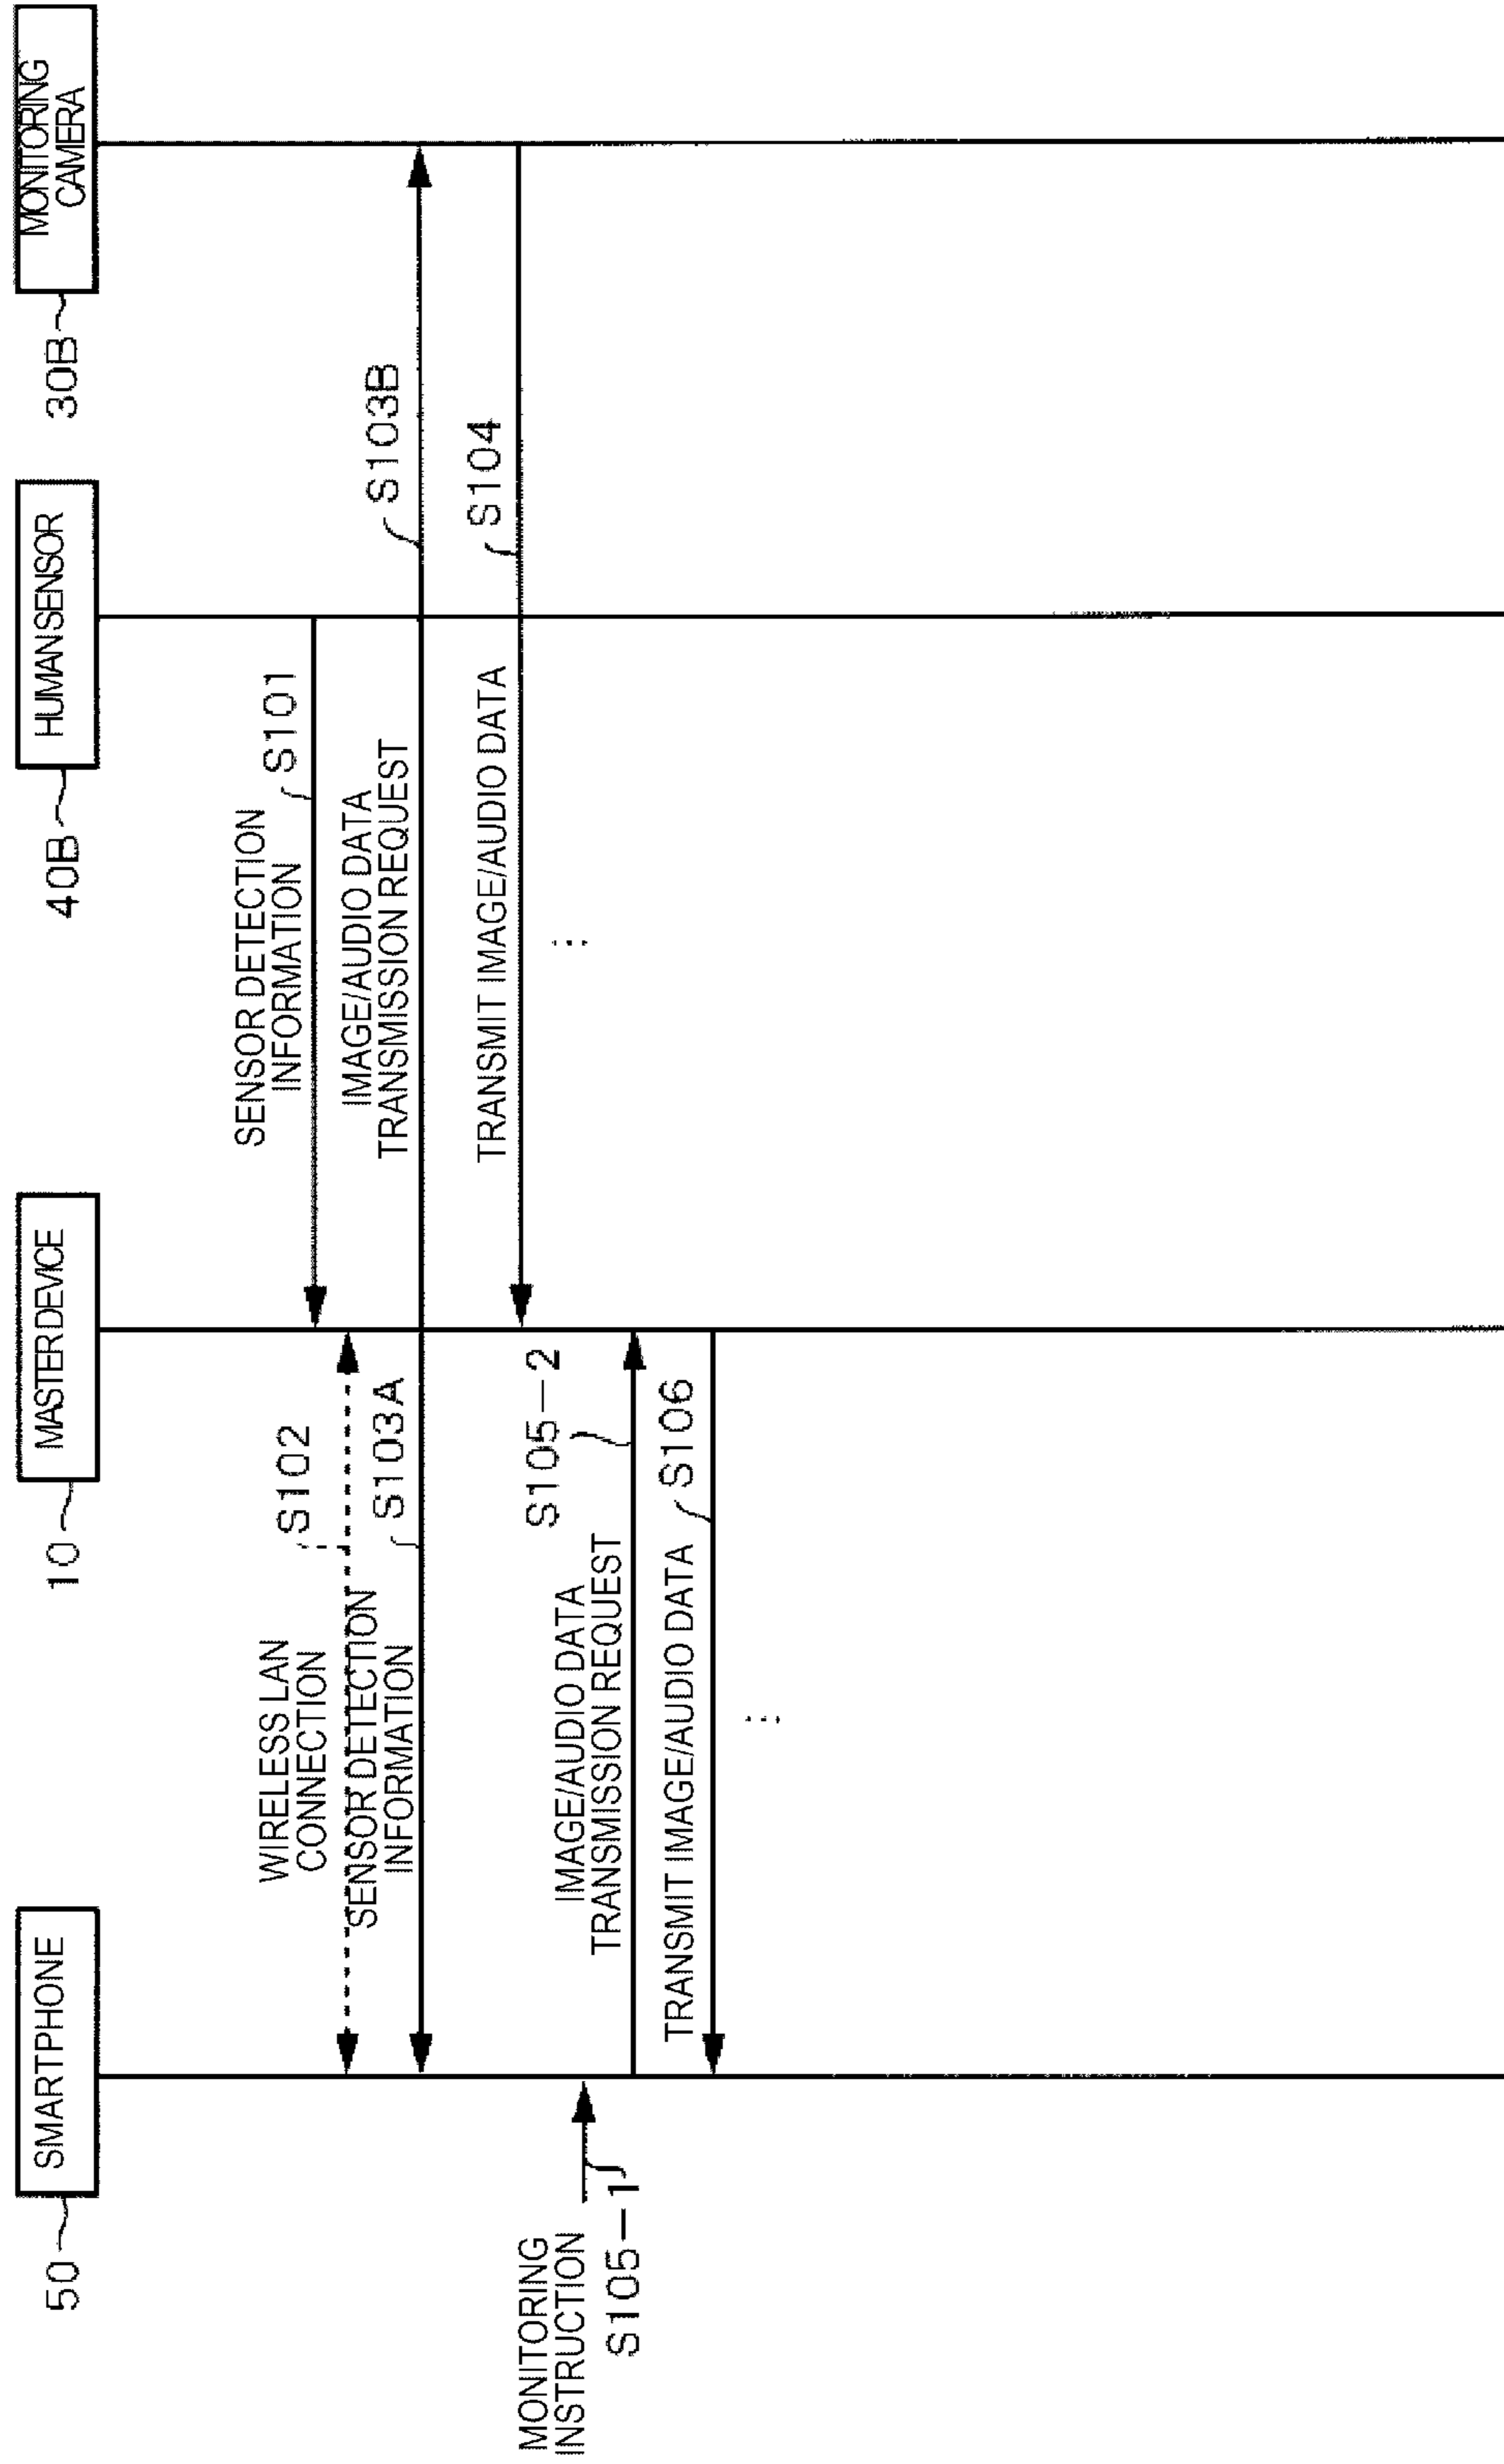 50
SMARTPHONE
10
MASTER DEVICE
40B
HUMAN SENSOR
30B
MONITORING
CAMERA
SENSOR DETECTION
INFORMATION
S101
WIRELESS LAN
CONNECTION
S102
SENSOR DETECTION
INFORMATION
S103A
IMAGE/AUDIO DATA
TRANSMISSION REQUEST
S103B
TRANSMIT IMAGE/AUDIO DATA
S104
MONITORING
INSTRUCTION
S105-1
IMAGE/AUDIO DATA
TRANSMISSION REQUEST
S105-2
TRANSMIT IMAGE/AUDIO DATA
S106